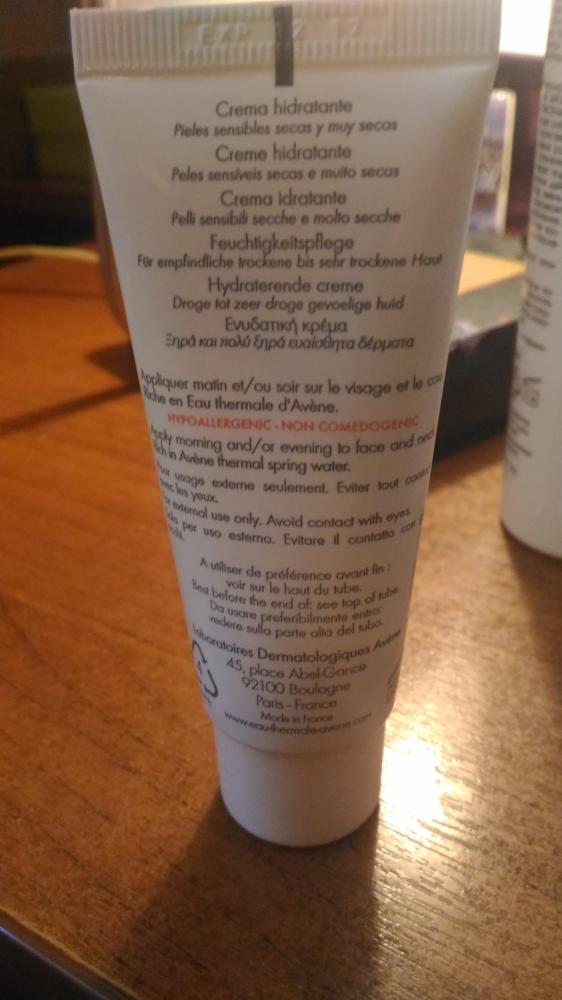 EXP 17
Crema hidratante
Pieles sensibles secas y muy secas
Creme hidratante
Peles sensíveis secas e muito secas
Crema idratante
Pelli sensibili secche e molto secche
Feuchtigkeitspflege
Für empfindliche trockene bis sehr trockene Haut
Hydraterende creme
Droge tot zeer droge gevoelige huid
Ενυδατική κρέμα
Ξηρά και πολύ ξηρά ευαίσθητα δέρματα
Appliquer matin et/ou soir sur le visage et le
Riche en Eau thermale d'Avène.
HYPOALLERGENIC - NON COMEDOGENIC
Apply morning and/or evening to face and
Rich in Avène thermal spring water.
usage externe seulement. Eviter tout
les yeux.
external use only. Avoid contact with eyes.
per uso esterno. Evitare il contatto con
A utiliser de préférence avant fin :
voir sur le haut du tube.
Best before the end of: see top of tube.
Da usare preferibilmente entro:
vedere sulla parte alta del tubo.
Laboratoires Dermatologiques Avène
45, place Abel-Gance
92100 Boulogne
Paris - France
Made in France
www.eau-thermale-avene.com